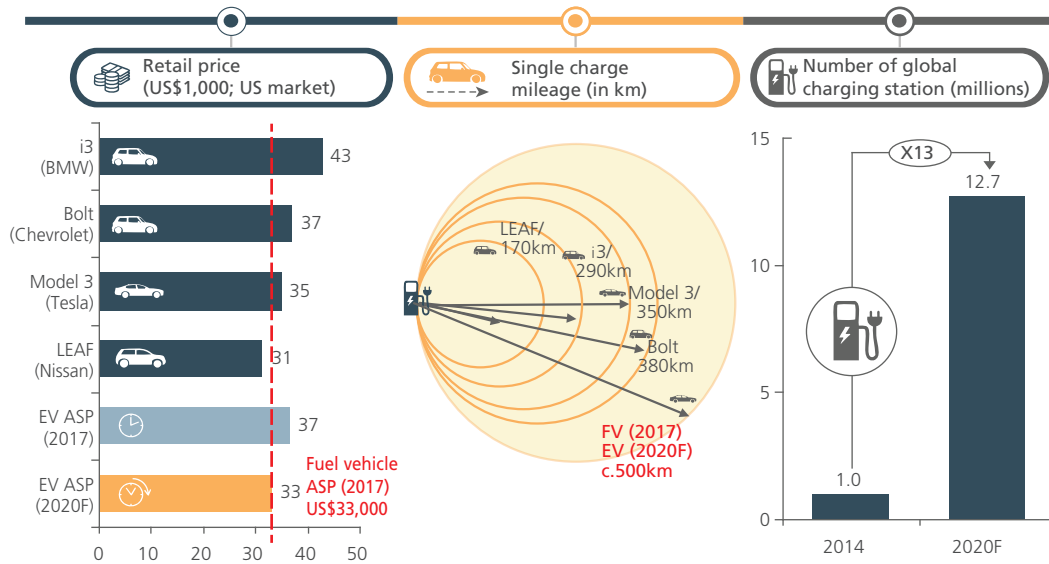 Retail price
(US$1,000; US market)
Single charge
mileage (in km)
Number of global
charging station (millions)
i3
(BMW)
43
Bolt
(Chevrolet)
37
Model 3
(Tesla)
35
LEAF
(Nissan)
31
EV ASP
(2017)
37
EV ASP
(2020F)
33
Fuel vehicle
ASP (2017)
US$33,000
0
10
20
30
40
50
LEAF/
170km
i3/
290km
Model 3/
350km
Bolt
380km
FV (2017)
EV (2020F)
c.500km
15
10
5
0
X13
1.0
12.7
2014
2020F